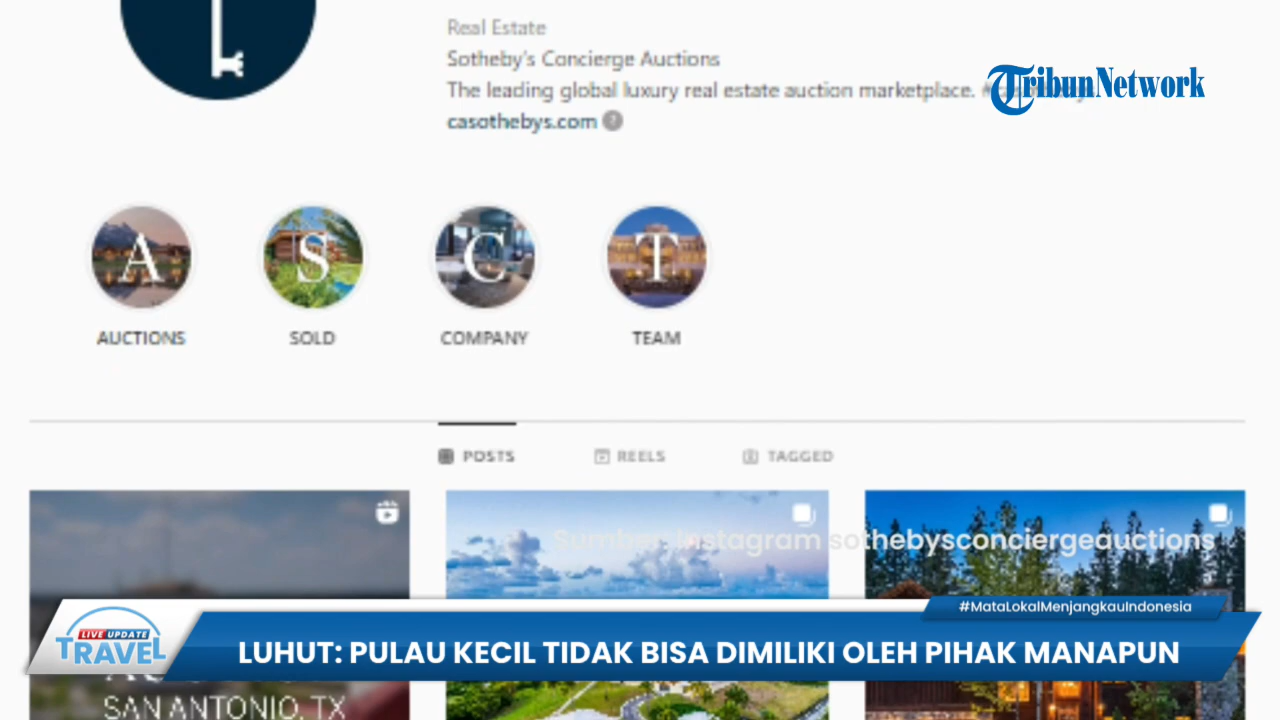 Real Estate
Sotheby's Concierge Auctions
The leading global luxury real estate auction marketplace.
TribunNetwork
casothebys.com
A
S
C
T
AUCTIONS
SOLD
COMPANY
TEAM
POSTS
REELS
TAGGED
Sumber: Instagram sothebysconciergeauctions
#MataLokalMenjangkauIndonesia
LIVE UPDATE
TRAVEL
LUHUT: PULAU KECIL TIDAK BISA DIMILIKI OLEH PIHAK MANAPUN
SAN ANTONIO, TX